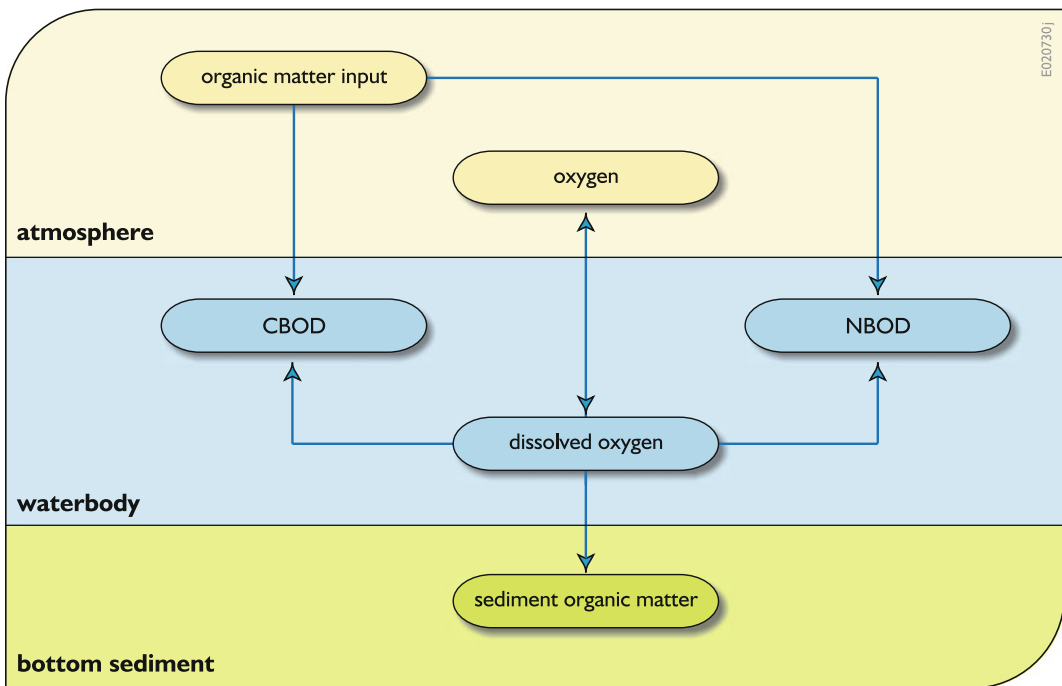 E020730j
organic matter input
oxygen
atmosphere
CBOD
NBOD
dissolved oxygen
waterbody
sediment organic matter
bottom sediment